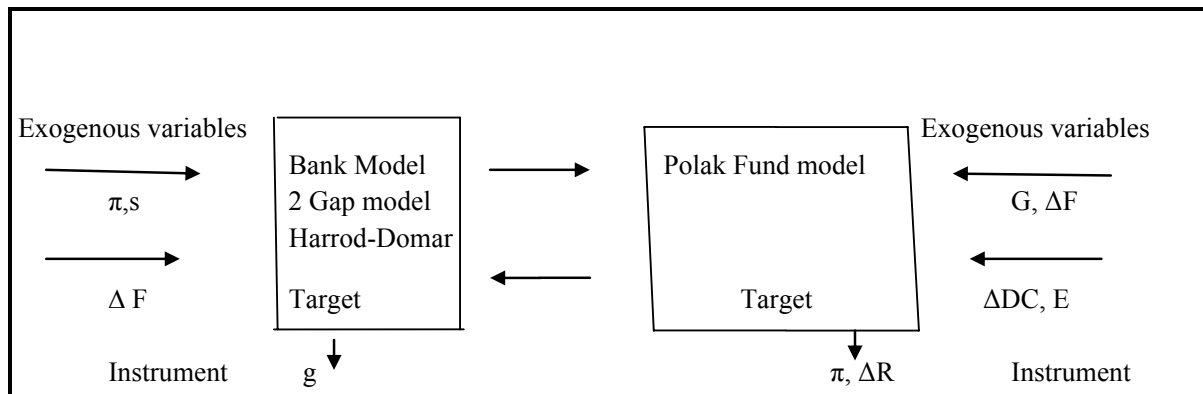 Exogenous variables
π,s
Δ F
Instrument
Bank Model
2 Gap model
Harrod-Domar
Target
g
Polak Fund model
Target
π, ΔR
Exogenous variables
G, ΔF
ΔDC, E
Instrument